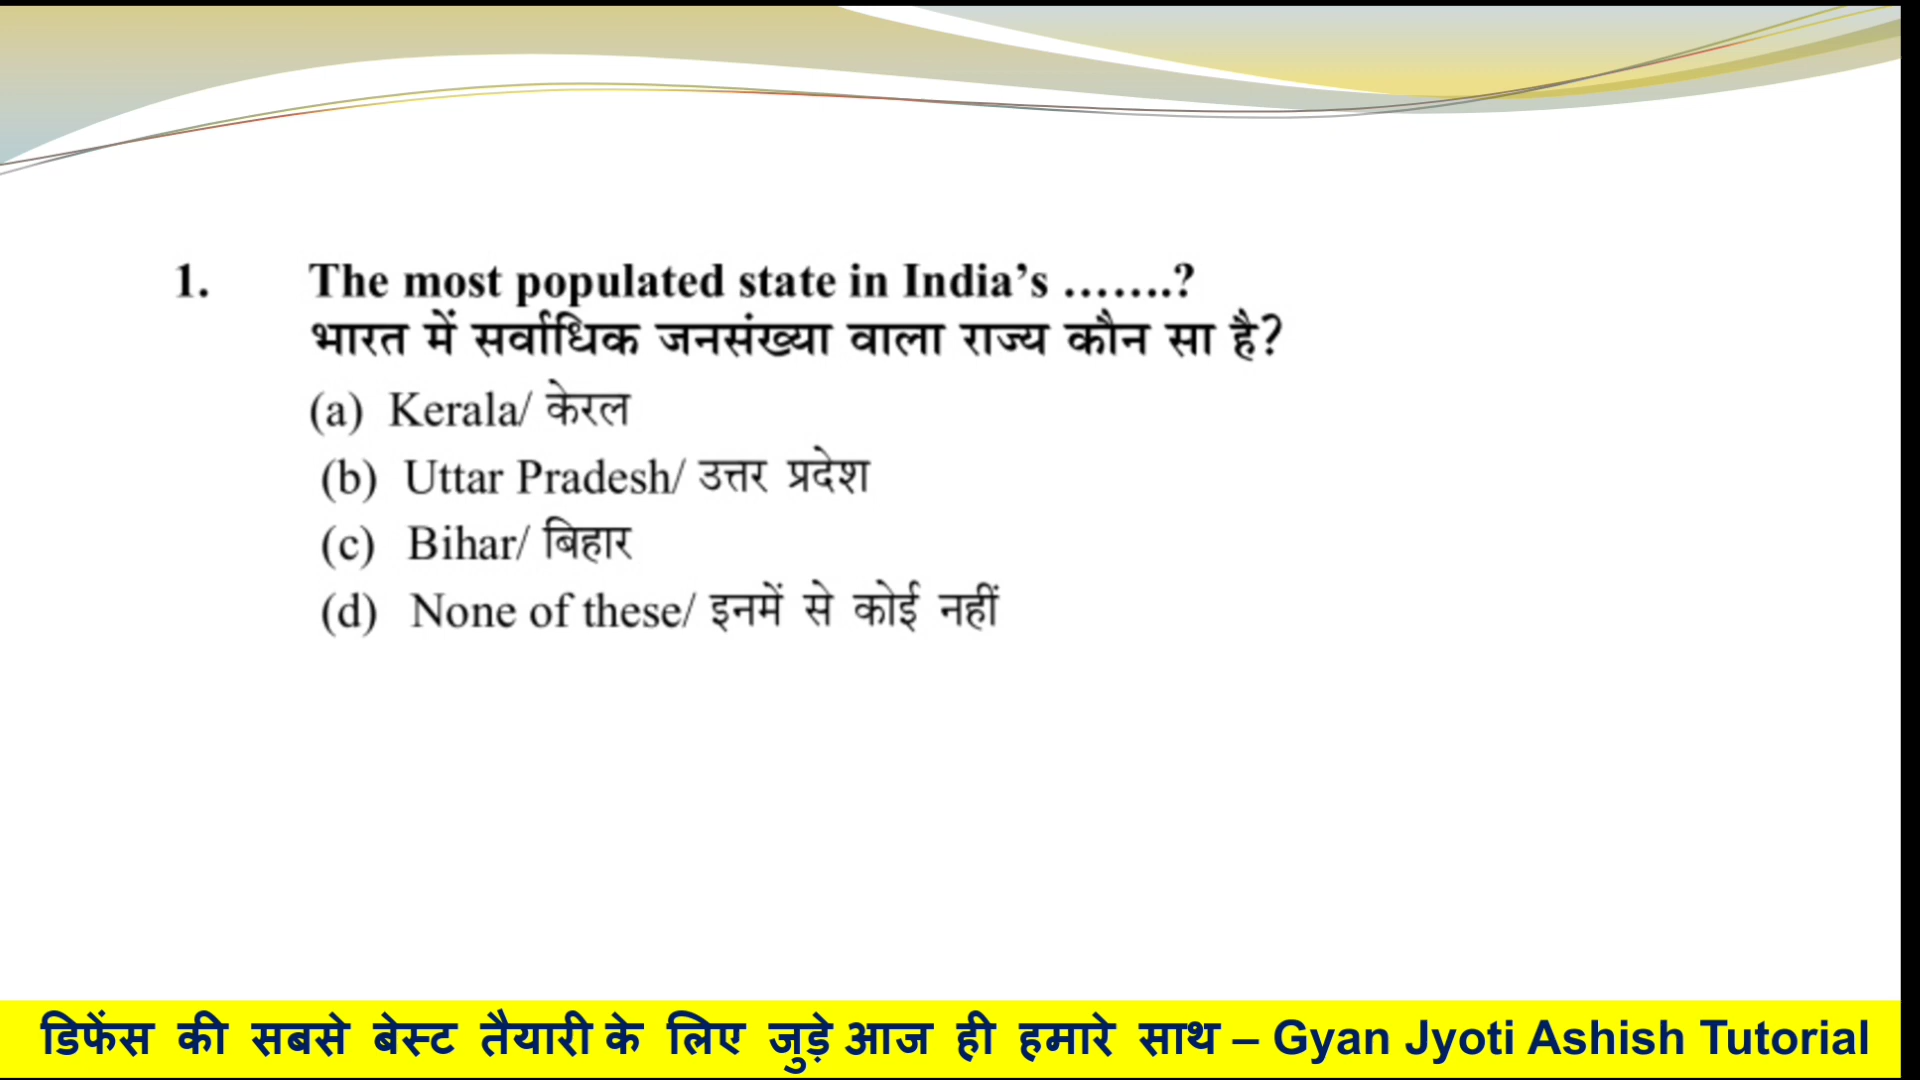 1. The most populated state in India’s .......?
भारत में सर्वाधिक जनसंख्या वाला राज्य कौन सा है?
(a) Kerala/ केरल
(b) Uttar Pradesh/ उत्तर प्रदेश
(c) Bihar/ बिहार
(d) None of these/ इनमें से कोई नहीं
डिफेंस की सबसे बेस्ट तैयारी के लिए जुड़े आज ही हमारे साथ – Gyan Jyoti Ashish Tutorial